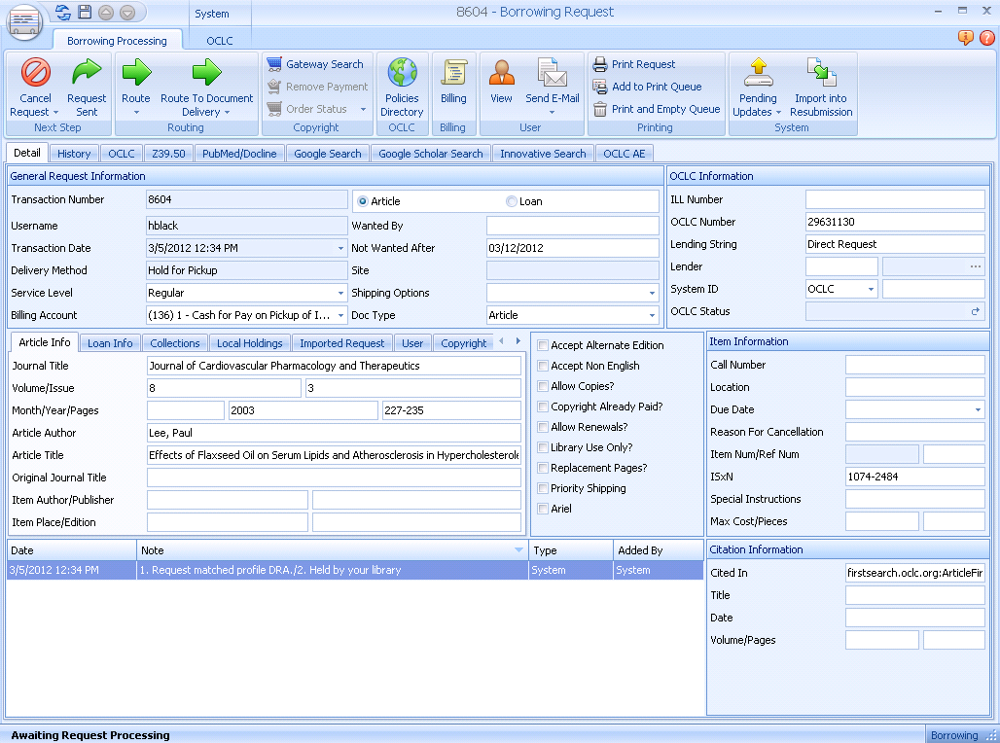 System
8604 - Borrowing Request
Borrowing Processing
OCLC
Cancel Request
Request Sent
Next Step
Route
Route To Document Delivery
Routing
Gateway Search
Remove Payment
Order Status
Copyright
Policies Directory
OCLC
Billing
Billing
View
Send E-Mail
User
Print Request
Add to Print Queue
Print and Empty Queue
Printing
Pending Updates
Import into Resubmission
System
Detail History OCLC Z39.50 PubMed/Docline Google Search Google Scholar Search Innovative Search OCLC AE
General Request Information
Transaction Number 8604 Article Loan
Username hblack Wanted By
Transaction Date 3/5/2012 12:34 PM Not Wanted After 03/12/2012
Delivery Method Hold for Pickup Site
Service Level Regular Shipping Options
Billing Account (136) 1 - Cash for Pay on Pickup of I... Doc Type Article
OCLC Information
ILL Number
OCLC Number 29631130
Lending String Direct Request
Lender ...
System ID OCLC
OCLC Status
Article Info Loan Info Collections Local Holdings Imported Request User Copyright
Journal Title Journal of Cardiovascular Pharmacology and Therapeutics
Volume/Issue 8 3
Month/Year/Pages 2003 227-235
Article Author Lee, Paul
Article Title Effects of Flaxseed Oil on Serum Lipids and Atherosclerosis in Hypercholesterole
Original Journal Title
Item Author/Publisher
Item Place/Edition
Accept Alternate Edition
Accept Non English
Allow Copies?
Copyright Already Paid?
Allow Renewals?
Library Use Only?
Replacement Pages?
Priority Shipping
Ariel
Item Information
Call Number
Location
Due Date
Reason For Cancellation
Item Num/Ref Num
ISxN 1074-2484
Special Instructions
Max Cost/Pieces
Date Note Type Added By
3/5/2012 12:34 PM 1. Request matched profile DRA./2. Held by your library System System
Citation Information
Cited In firstsearch.oclc.org:ArticleFir
Title
Date
Volume/Pages
Awaiting Request Processing
Borrowing